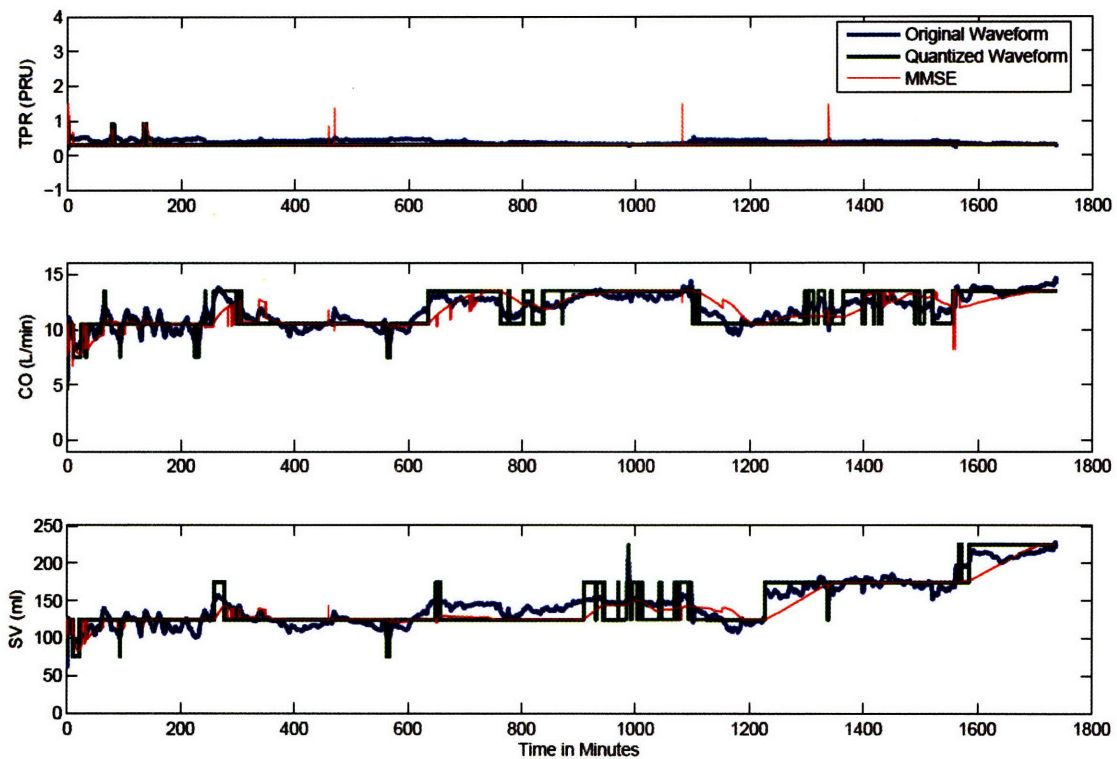 4
3
2
1
0
−1
TPR (PRU)
Original Waveform
Quantized Waveform
MMSE
0 200 400 600 800 1000 1200 1400 1600 1800
15
10
5
0
CO (L/min)
0 200 400 600 800 1000 1200 1400 1600 1800
250
200
150
100
50
0
SV (ml)
0 200 400 600 800 1000 1200 1400 1600 1800
Time in Minutes